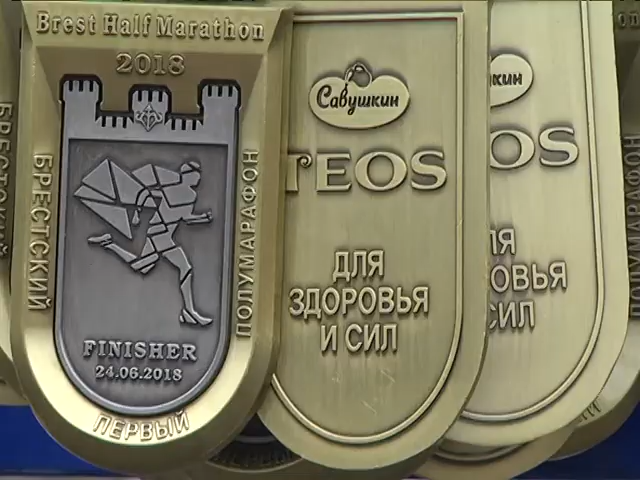 Brest Half Marathon
2018
БРЕСТСКИЙ
ПОЛУМАРАФОН
FINISHER
24.06.2018
ПЕРВЫЙ
Савушкин
TEOS
ДЛЯ
ЗДОРОВЬЯ
И СИЛ
кин
OS
ля
ОВЬЯ
СИЛ
БРЕСТСКИЙ